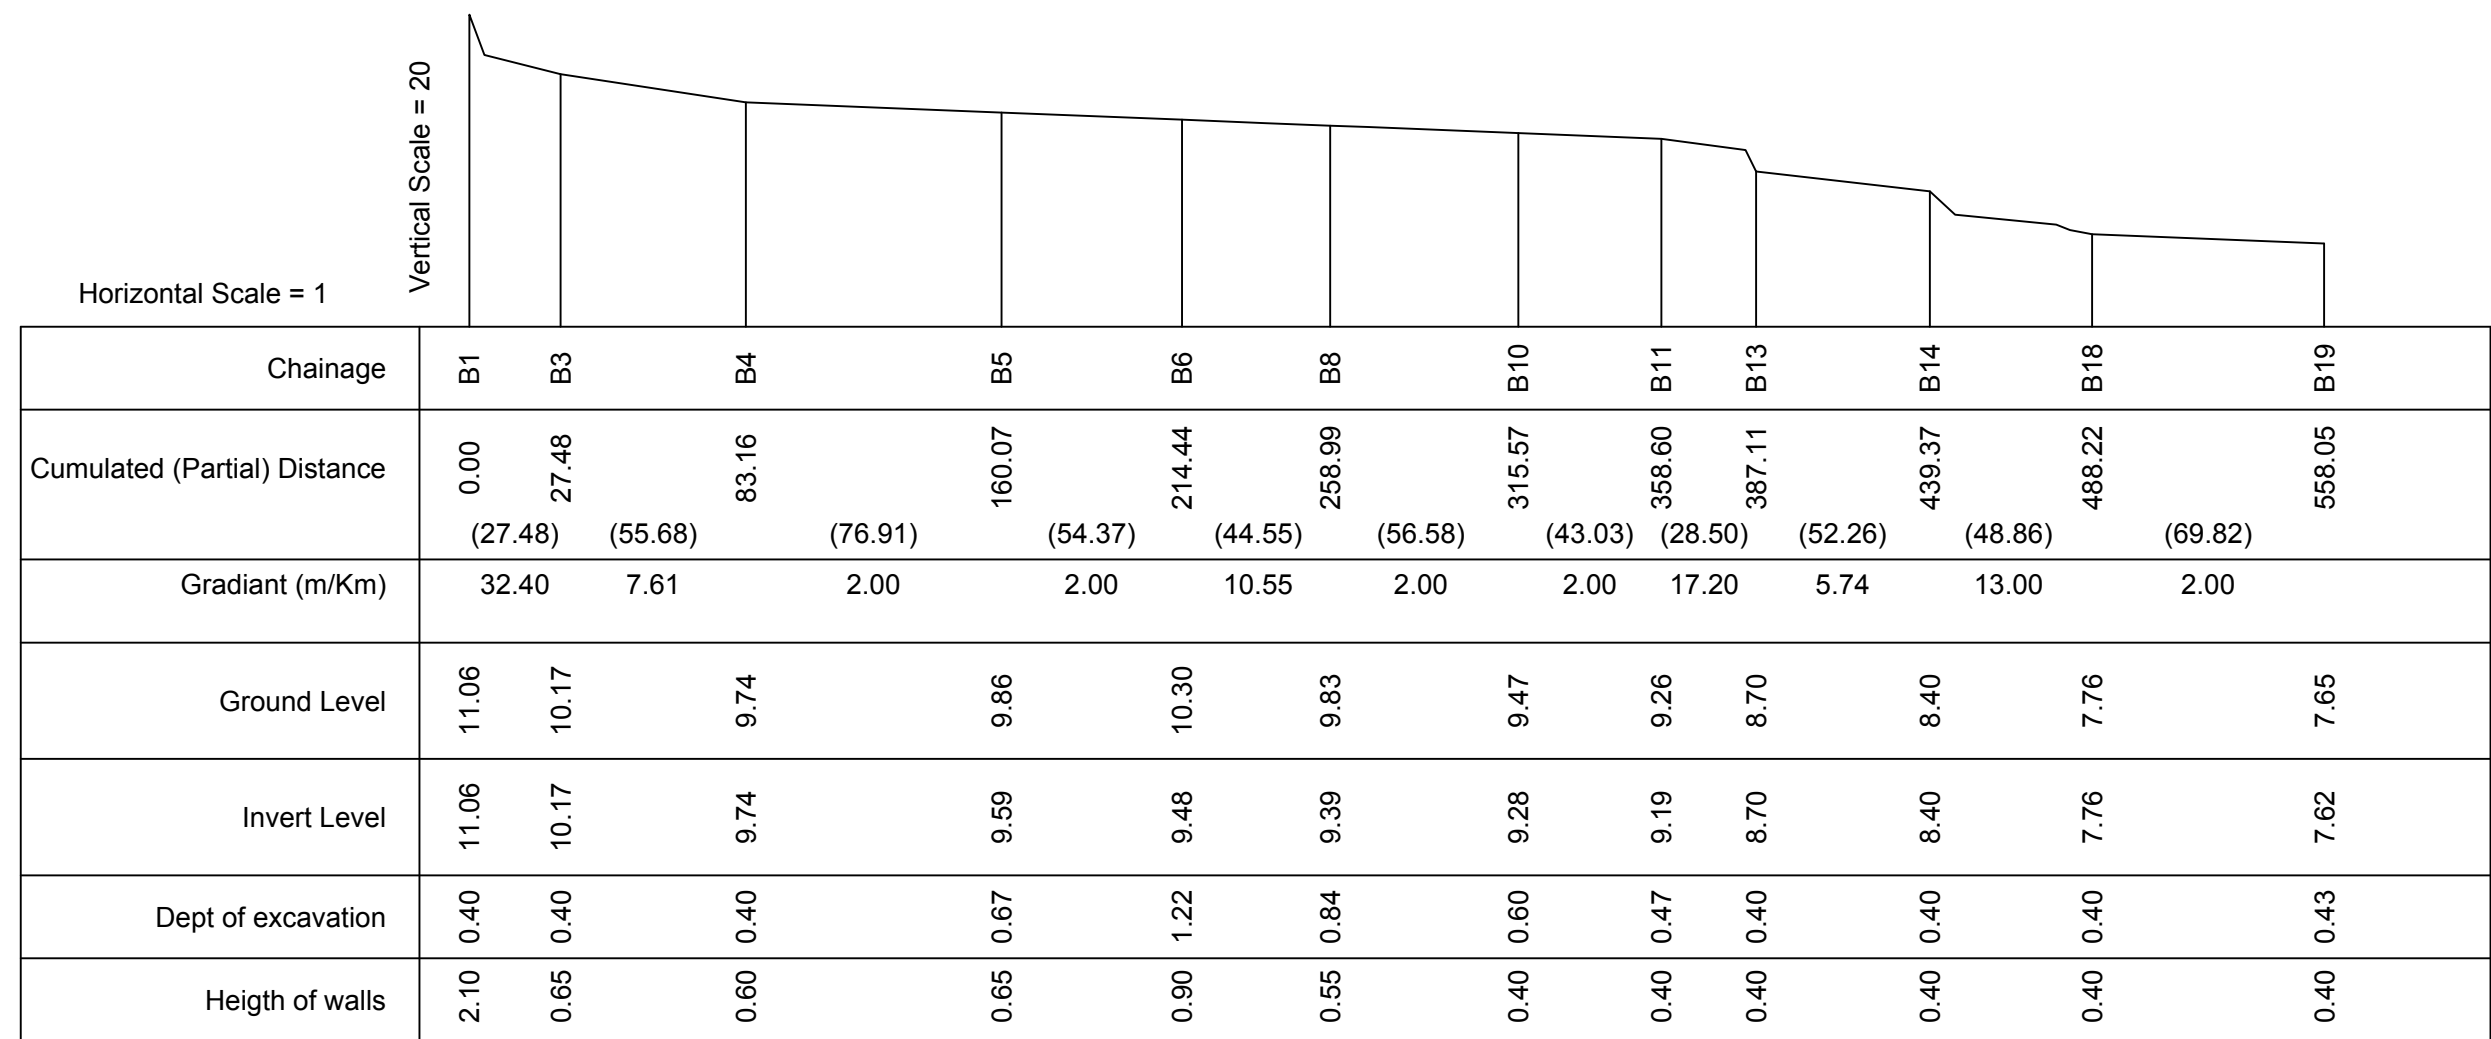 Vertical Scale = 20
Horizontal Scale = 1
Chainage B1 B3 B4 B5 B6 B8 B10 B11 B13 B14 B18 B19
Cumulated (Partial) Distance 0.00 27.48 83.16 160.07 214.44 258.99 315.57 358.60 387.11 439.37 488.22 558.05
(27.48) (55.68) (76.91) (54.37) (44.55) (56.58) (43.03) (28.50) (52.26) (48.86) (69.82)
Gradiant (m/Km) 32.40 7.61 2.00 2.00 10.55 2.00 2.00 17.20 5.74 13.00 2.00
Ground Level 11.06 10.17 9.74 9.86 10.30 9.83 9.47 9.26 8.70 8.40 7.76 7.65
Invert Level 11.06 10.17 9.74 9.59 9.48 9.39 9.28 9.19 8.70 8.40 7.76 7.62
Dept of excavation 0.40 0.40 0.40 0.67 1.22 0.84 0.60 0.47 0.40 0.40 0.40 0.43
Heigth of walls 2.10 0.65 0.60 0.65 0.90 0.55 0.40 0.40 0.40 0.40 0.40 0.40